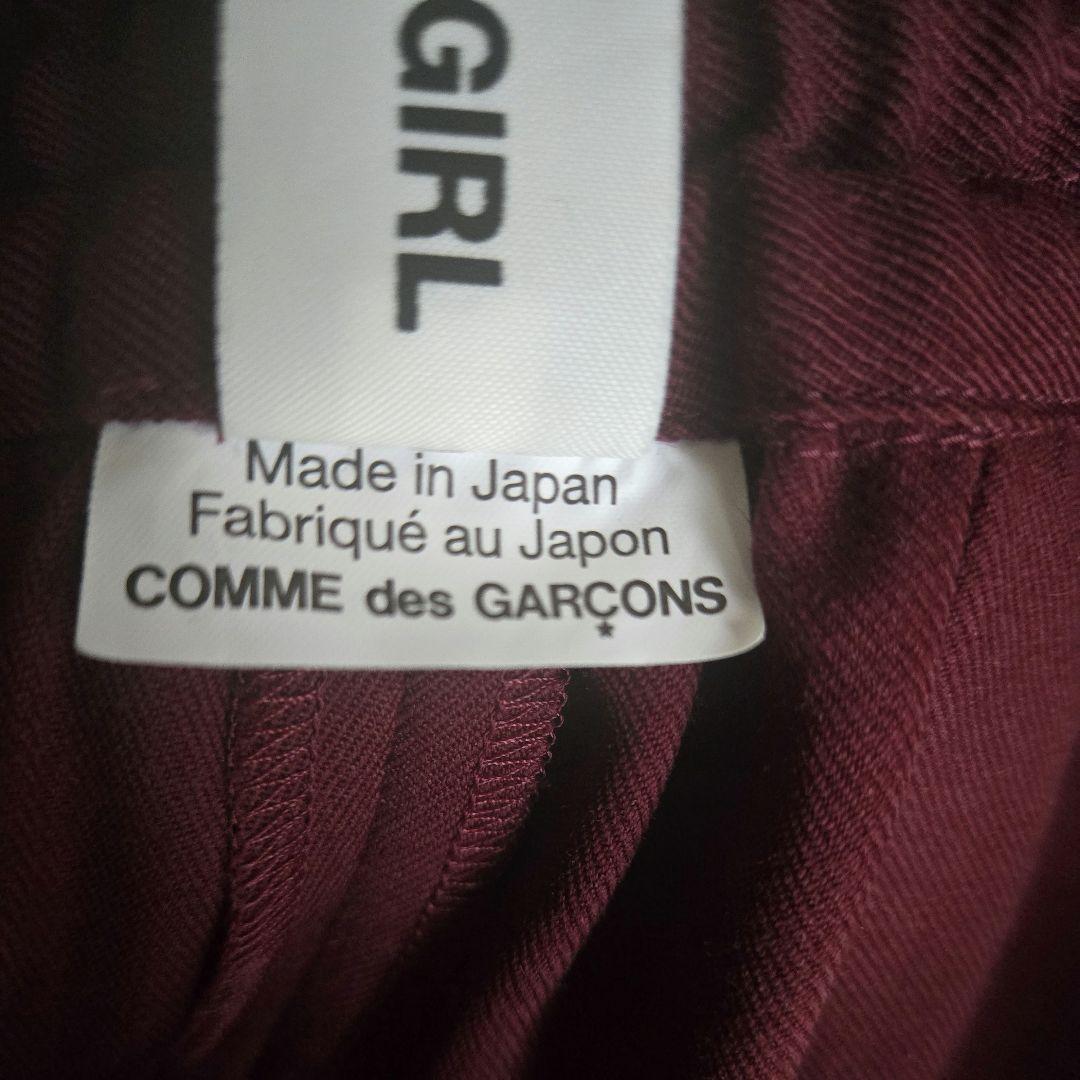 GIRL
Made in Japan
Fabriqué au Japon
COMME des GARÇONS